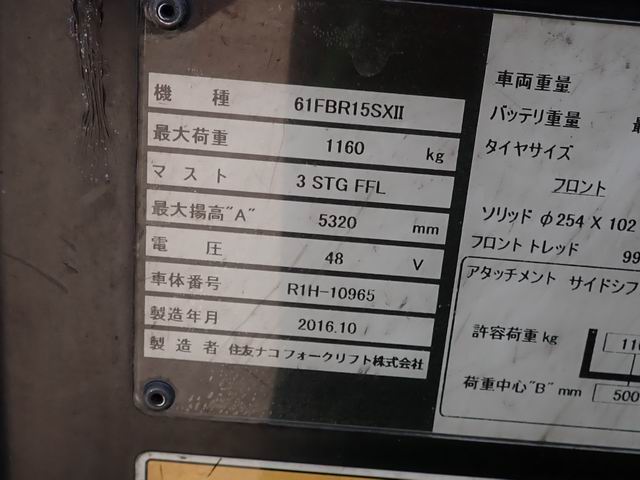 機 種 61FBR15SXII
最大荷重 1160 kg
マスト 3 STG FFL
最大揚高"A" 5320 mm
電 圧 48 V
車体番号 R1H-10965
製造年月 2016.10
製造者 住友ナコフォークリフト株式会社
車両重量
バッテリ重量
タイヤサイズ
フロント
ソリッド φ254 X 102
フロントトレッド 99
アタッチメント サイドシフ
許容荷重 kg 116
荷重中心"B" mm 500